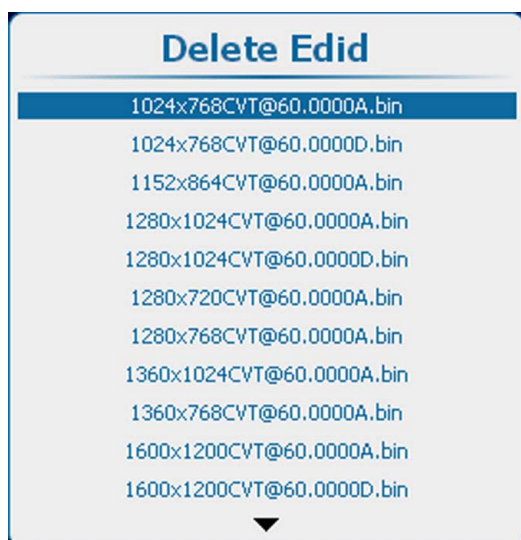 Delete Edid
1024x768CVT@60.0000A.bin
1024x768CVT@60.0000D.bin
1152x864CVT@60.0000A.bin
1280x1024CVT@60.0000A.bin
1280x1024CVT@60.0000D.bin
1280x720CVT@60.0000A.bin
1280x768CVT@60.0000A.bin
1360x1024CVT@60.0000A.bin
1360x768CVT@60.0000A.bin
1600x1200CVT@60.0000A.bin
1600x1200CVT@60.0000D.bin